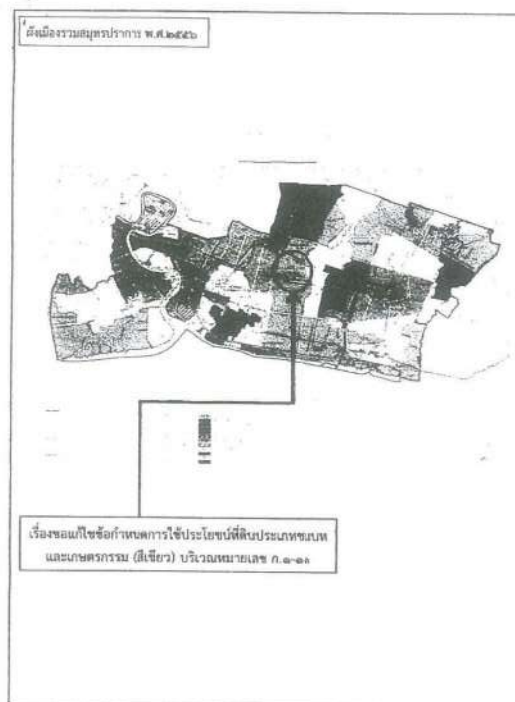 ผังเมืองรวมสมุทรปราการ พ.ศ.๒๕๕๖
เรื่องขอแก้ไขข้อกำหนดการใช้ประโยชน์ที่ดินประเภทชนบท
และเกษตรกรรม (สีเขียว) บริเวณหมายเลข ก.๑-๑๖